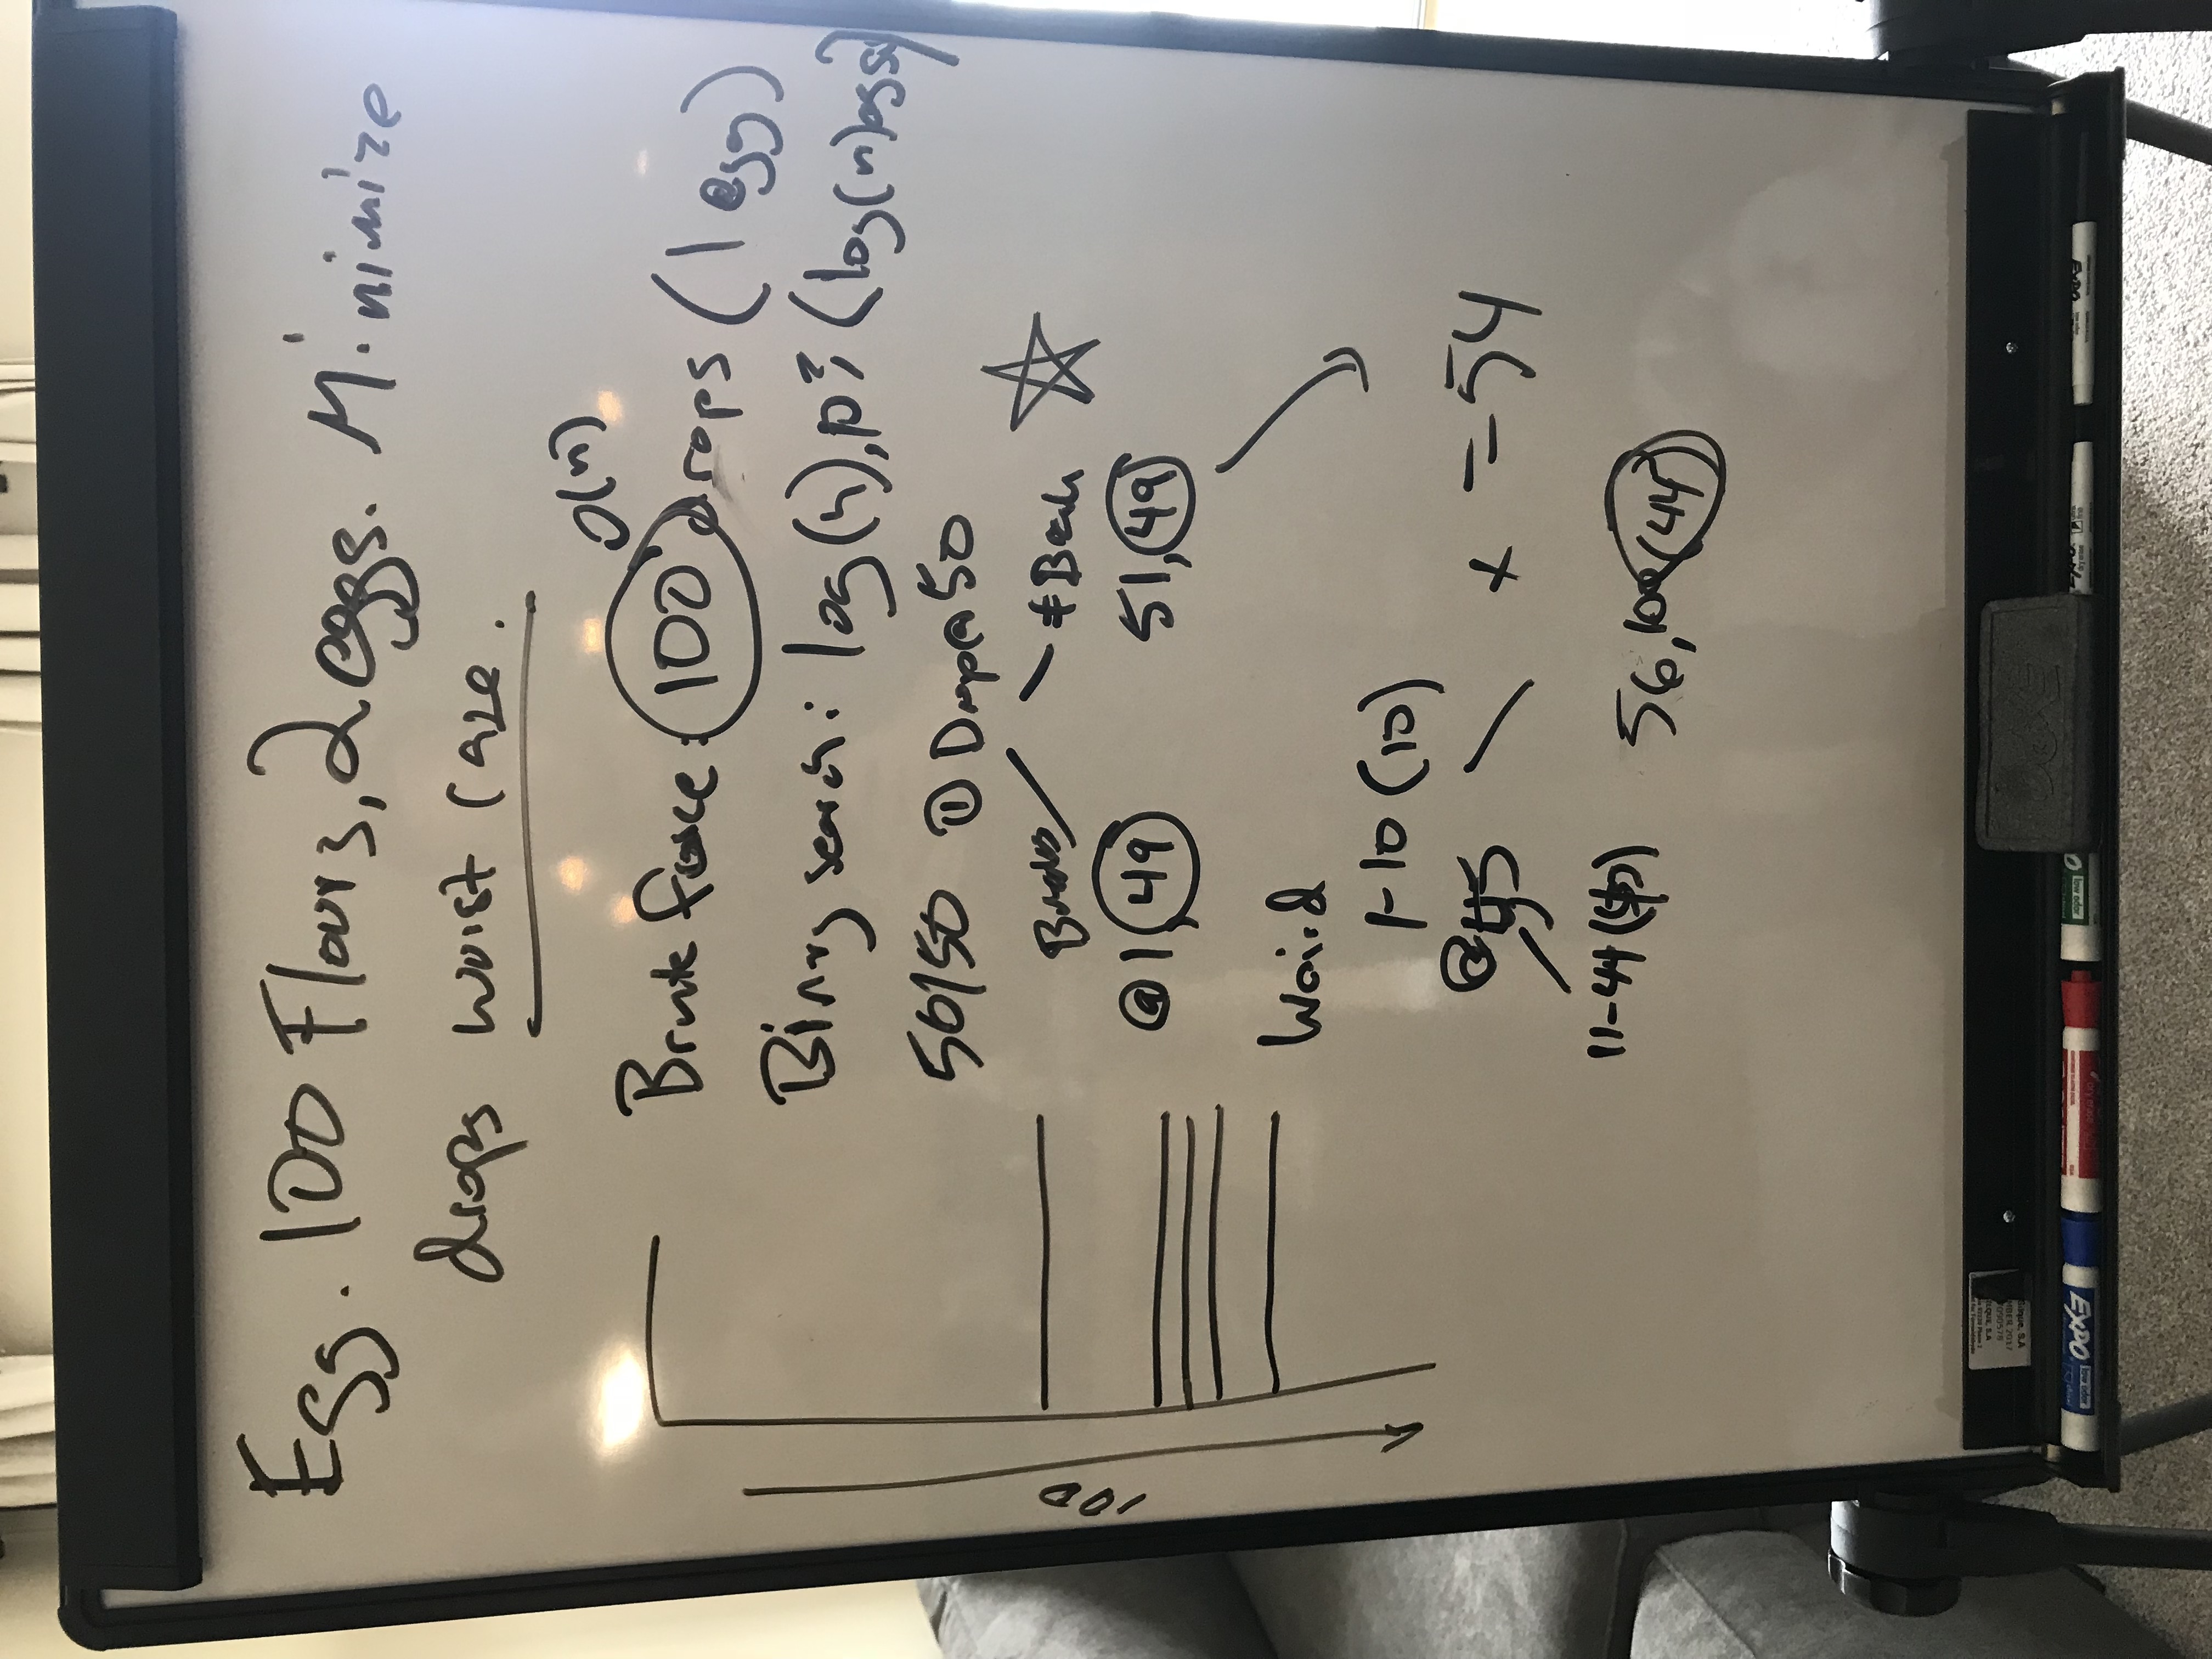 Egg. 100 Flours, 2 eggs. Minimize
drops worst case.
O(n)
Brute force: 100 drops (1 egg)
Binary search: log(n), (log(n) eggs)
50/50 ① Drop@ 50
Breaks ≠ Break
@1, 49 51, 49
100
Weird
1-10 (10)
@ 45 + = 54
11-44
56, 100 (44)
EXPO
low odor
EXPO
low odor
dry erase
EXPO